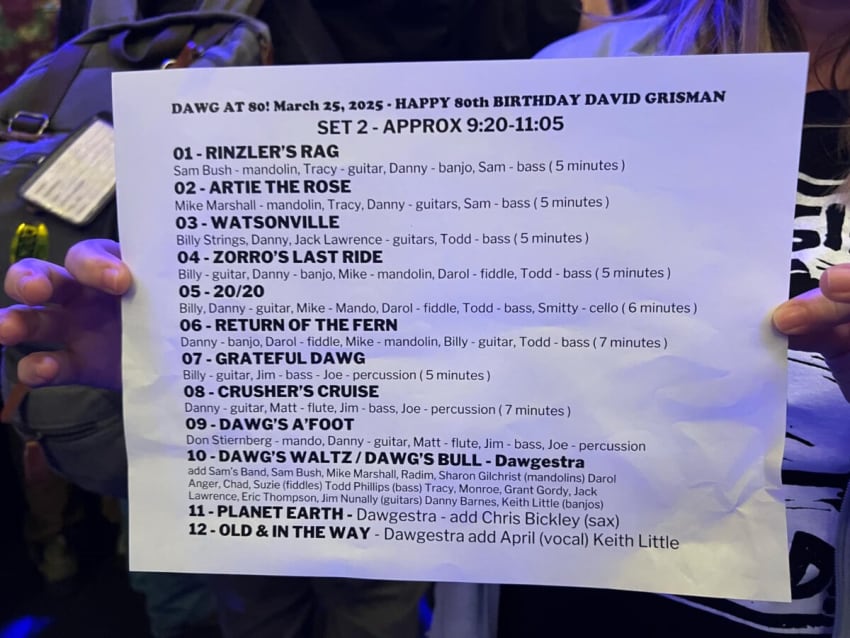 DAWG AT 80! March 25, 2025 - HAPPY 80th BIRTHDAY DAVID GRISMAN
SET 2 - APPROX 9:20-11:05
01 - RINZLER'S RAG
Sam Bush - mandolin, Tracy - guitar, Danny - banjo, Sam - bass ( 5 minutes )
02 - ARTIE THE ROSE
Mike Marshall - mandolin, Tracy, Danny - guitars, Sam - bass ( 5 minutes )
03 - WATSONVILLE
Billy Strings, Danny, Jack Lawrence - guitars, Todd - bass ( 5 minutes )
04 - ZORRO'S LAST RIDE
Billy - guitar, Danny - banjo, Mike - mandolin, Darol - fiddle, Todd - bass ( 5 minutes )
05 - 20/20
Billy, Danny - guitar, Mike - Mando, Darol - fiddle, Todd - bass, Smitty - cello ( 6 minutes )
06 - RETURN OF THE FERN
Danny - banjo, Darol - fiddle, Mike - mandolin, Billy - guitar, Todd - bass ( 7 minutes )
07 - GRATEFUL DAWG
Billy - guitar, Jim - bass - Joe - percussion ( 5 minutes )
08 - CRUSHER'S CRUISE
Danny - guitar, Matt - flute, Jim - bass, Joe - percussion ( 7 minutes )
09 - DAWG'S A'FOOT
Don Stiernberg - mando, Danny - guitar, Matt - flute, Jim - bass, Joe - percussion
10 - DAWG'S WALTZ / DAWG'S BULL - Dawgestra
add Sam's Band, Sam Bush, Mike Marshall, Radim, Sharon Gilchrist (mandolins) Darol
Anger, Chad, Suzie (fiddles) Todd Phillips (bass) Tracy, Monroe, Grant Gordy, Jack
Lawrence, Eric Thompson, Jim Nunally (guitars) Danny Barnes, Keith Little (banjos)
11 - PLANET EARTH - Dawgestra - add Chris Bickley (sax)
12 - OLD & IN THE WAY - Dawgestra add April (vocal) Keith Little